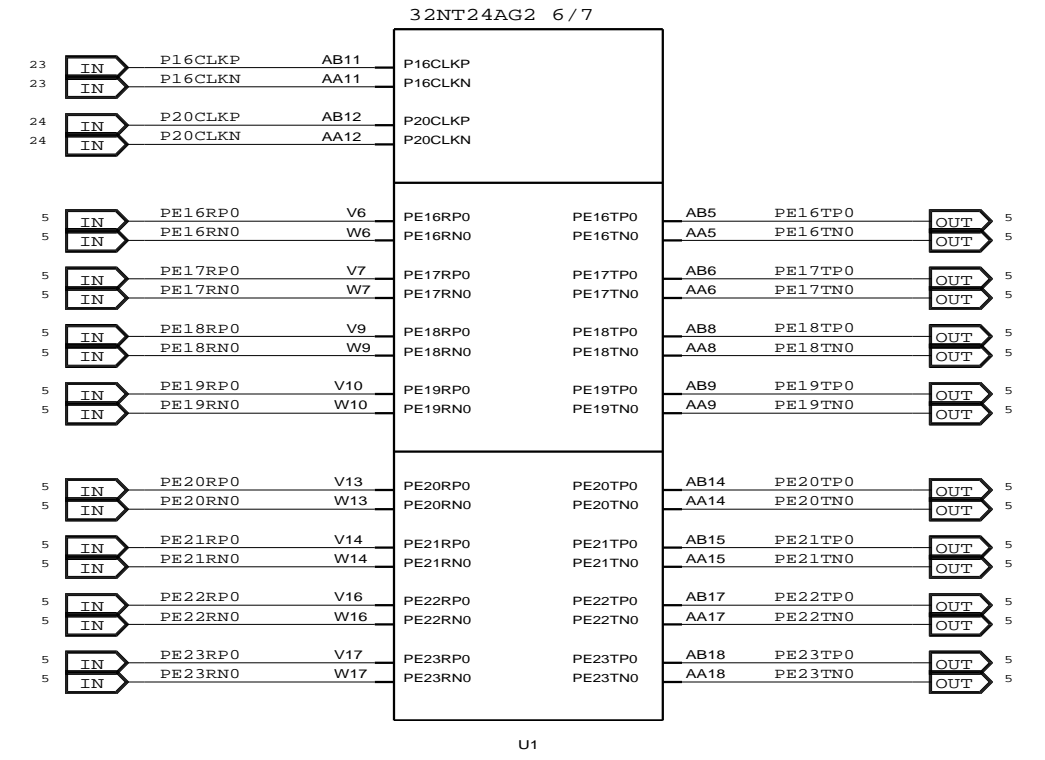 32NT24AG2 6/7
23 IN P16CLKP AB11 P16CLKP
23 IN P16CLKN AA11 P16CLKN
24 IN P20CLKP AB12 P20CLKP
24 IN P20CLKN AA12 P20CLKN
5 IN PE16RP0 V6 PE16RP0 PE16TP0 AB5 PE16TP0 OUT 5
5 IN PE16RN0 W6 PE16RN0 PE16TN0 AA5 PE16TN0 OUT 5
5 IN PE17RP0 V7 PE17RP0 PE17TP0 AB6 PE17TP0 OUT 5
5 IN PE17RN0 W7 PE17RN0 PE17TN0 AA6 PE17TN0 OUT 5
5 IN PE18RP0 V9 PE18RP0 PE18TP0 AB8 PE18TP0 OUT 5
5 IN PE18RN0 W9 PE18RN0 PE18TN0 AA8 PE18TN0 OUT 5
5 IN PE19RP0 V10 PE19RP0 PE19TP0 AB9 PE19TP0 OUT 5
5 IN PE19RN0 W10 PE19RN0 PE19TN0 AA9 PE19TN0 OUT 5
5 IN PE20RP0 V13 PE20RP0 PE20TP0 AB14 PE20TP0 OUT 5
5 IN PE20RN0 W13 PE20RN0 PE20TN0 AA14 PE20TN0 OUT 5
5 IN PE21RP0 V14 PE21RP0 PE21TP0 AB15 PE21TP0 OUT 5
5 IN PE21RN0 W14 PE21RN0 PE21TN0 AA15 PE21TN0 OUT 5
5 IN PE22RP0 V16 PE22RP0 PE22TP0 AB17 PE22TP0 OUT 5
5 IN PE22RN0 W16 PE22RN0 PE22TN0 AA17 PE22TN0 OUT 5
5 IN PE23RP0 V17 PE23RP0 PE23TP0 AB18 PE23TP0 OUT 5
5 IN PE23RN0 W17 PE23RN0 PE23TN0 AA18 PE23TN0 OUT 5
U1